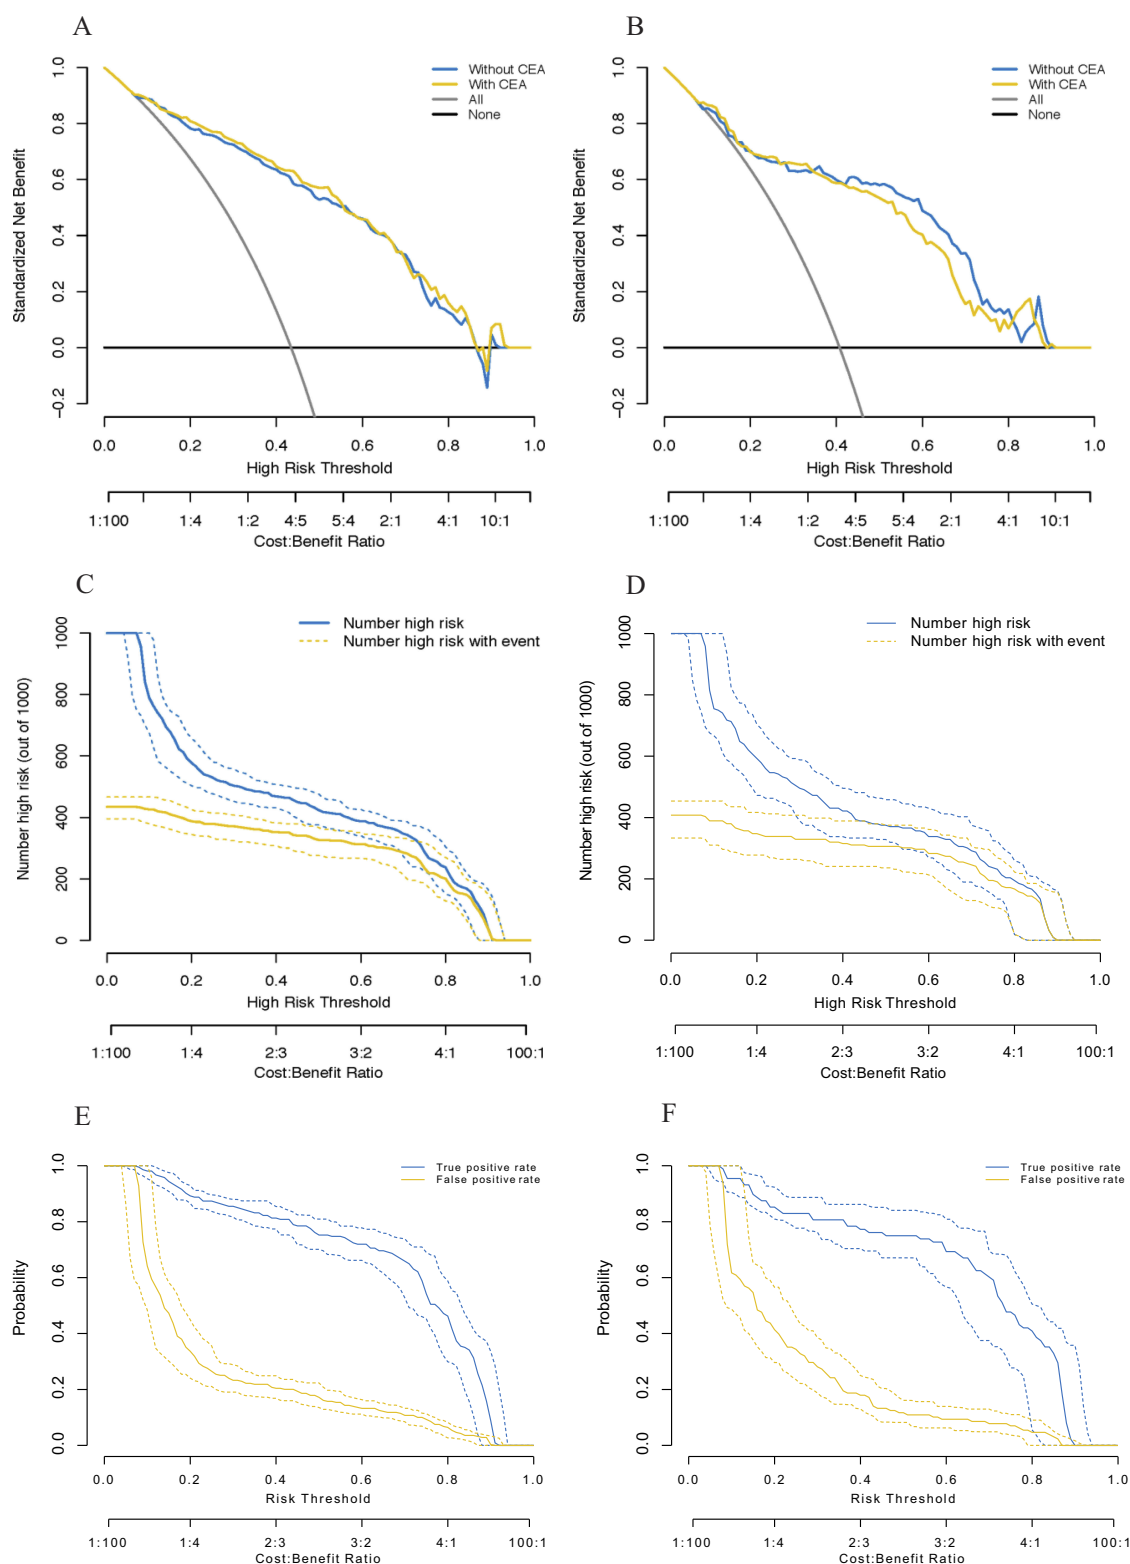 A
Without CEA
With CEA
All
None
Standardized Net Benefit
1.0
0.8
0.6
0.4
0.2
0.0
−0.2
0.0 0.2 0.4 0.6 0.8 1.0
High Risk Threshold
1:100 1:4 1:2 4:5 5:4 2:1 4:1 10:1
Cost:Benefit Ratio
B
Without CEA
With CEA
All
None
Standardized Net Benefit
1.0
0.8
0.6
0.4
0.2
0.0
−0.2
0.0 0.2 0.4 0.6 0.8 1.0
High Risk Threshold
1:100 1:4 1:2 4:5 5:4 2:1 4:1 10:1
Cost:Benefit Ratio
C
Number high risk
Number high risk with event
Number high risk (out of 1000)
1000
800
600
400
200
0
0.0 0.2 0.4 0.6 0.8 1.0
High Risk Threshold
1:100 1:4 2:3 3:2 4:1 100:1
Cost:Benefit Ratio
D
Number high risk
Number high risk with event
Number high risk (out of 1000)
1000
800
600
400
200
0
0.0 0.2 0.4 0.6 0.8 1.0
High Risk Threshold
1:100 1:4 2:3 3:2 4:1 100:1
Cost:Benefit Ratio
E
True positive rate
False positive rate
Probability
1.0
0.8
0.6
0.4
0.2
0.0
0.0 0.2 0.4 0.6 0.8 1.0
Risk Threshold
1:100 1:4 2:3 3:2 4:1 100:1
Cost:Benefit Ratio
F
True positive rate
False positive rate
Probability
1.0
0.8
0.6
0.4
0.2
0.0
0.0 0.2 0.4 0.6 0.8 1.0
Risk Threshold
1:100 1:4 2:3 3:2 4:1 100:1
Cost:Benefit Ratio